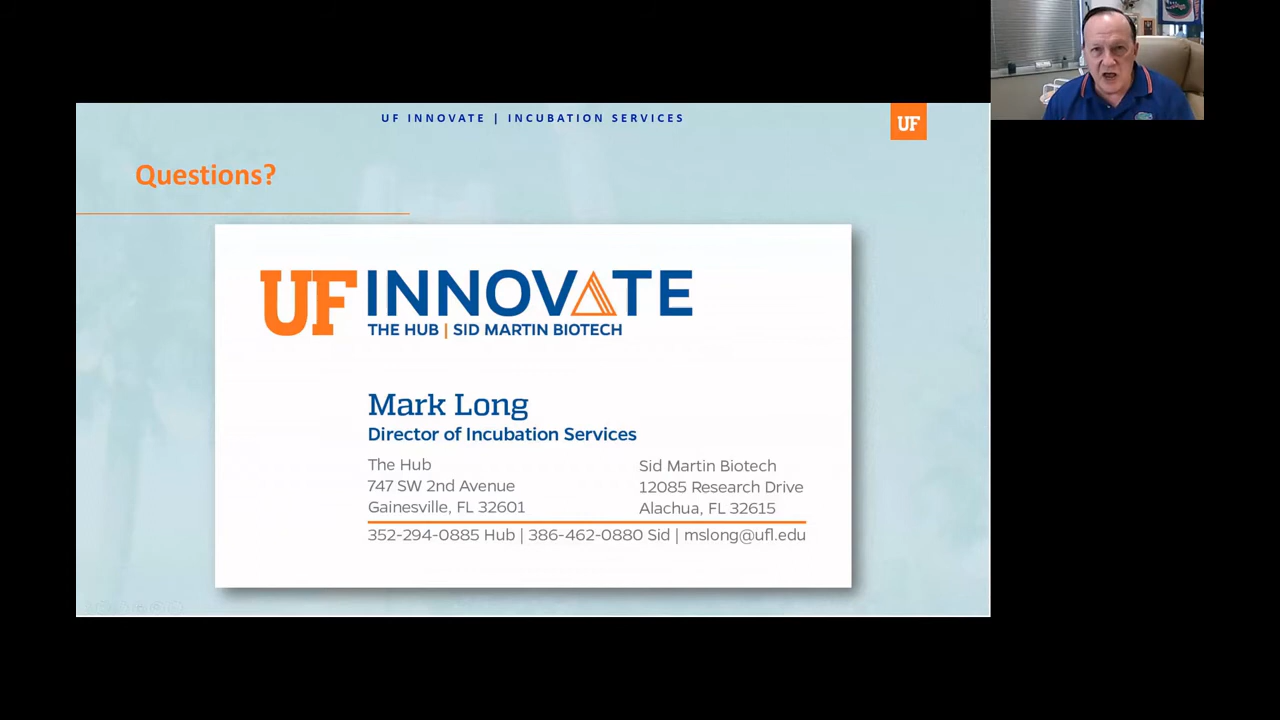 UF INNOVATE | INCUBATION SERVICES
UF
Questions?
UF INNOVATE
THE HUB | SID MARTIN BIOTECH
Mark Long
Director of Incubation Services
The Hub
747 SW 2nd Avenue
Gainesville, FL 32601
Sid Martin Biotech
12085 Research Drive
Alachua, FL 32615
352-294-0885 Hub | 386-462-0880 Sid | mslong@ufl.edu